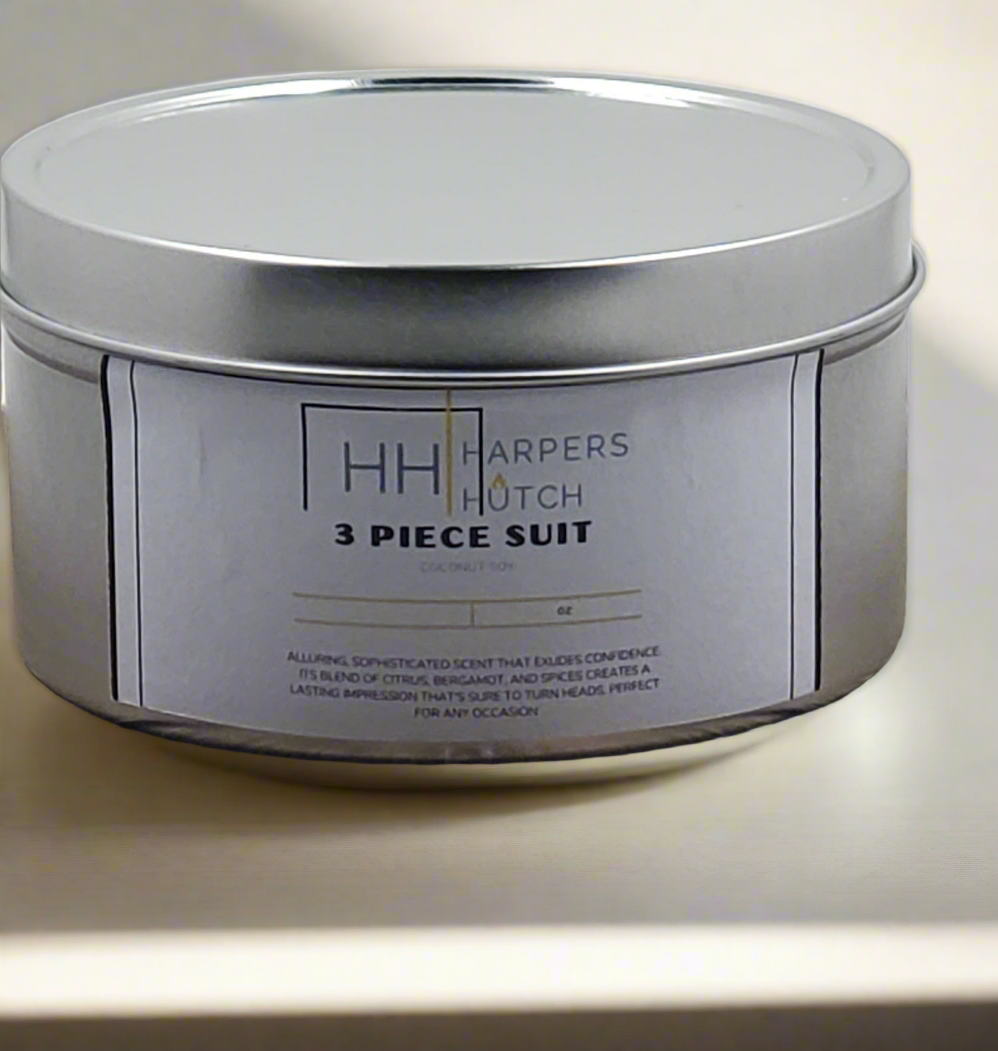 HH
HARPERS
HUTCH
3 PIECE SUIT
COCONUT SOY
oz
ALLURING, SOPHISTICATED SCENT THAT EXUDES CONFIDENCE.
ITS BLEND OF CITRUS, BERGAMOT, AND SPICES CREATES A
LASTING IMPRESSION THAT'S SURE TO TURN HEADS. PERFECT
FOR ANY OCCASION